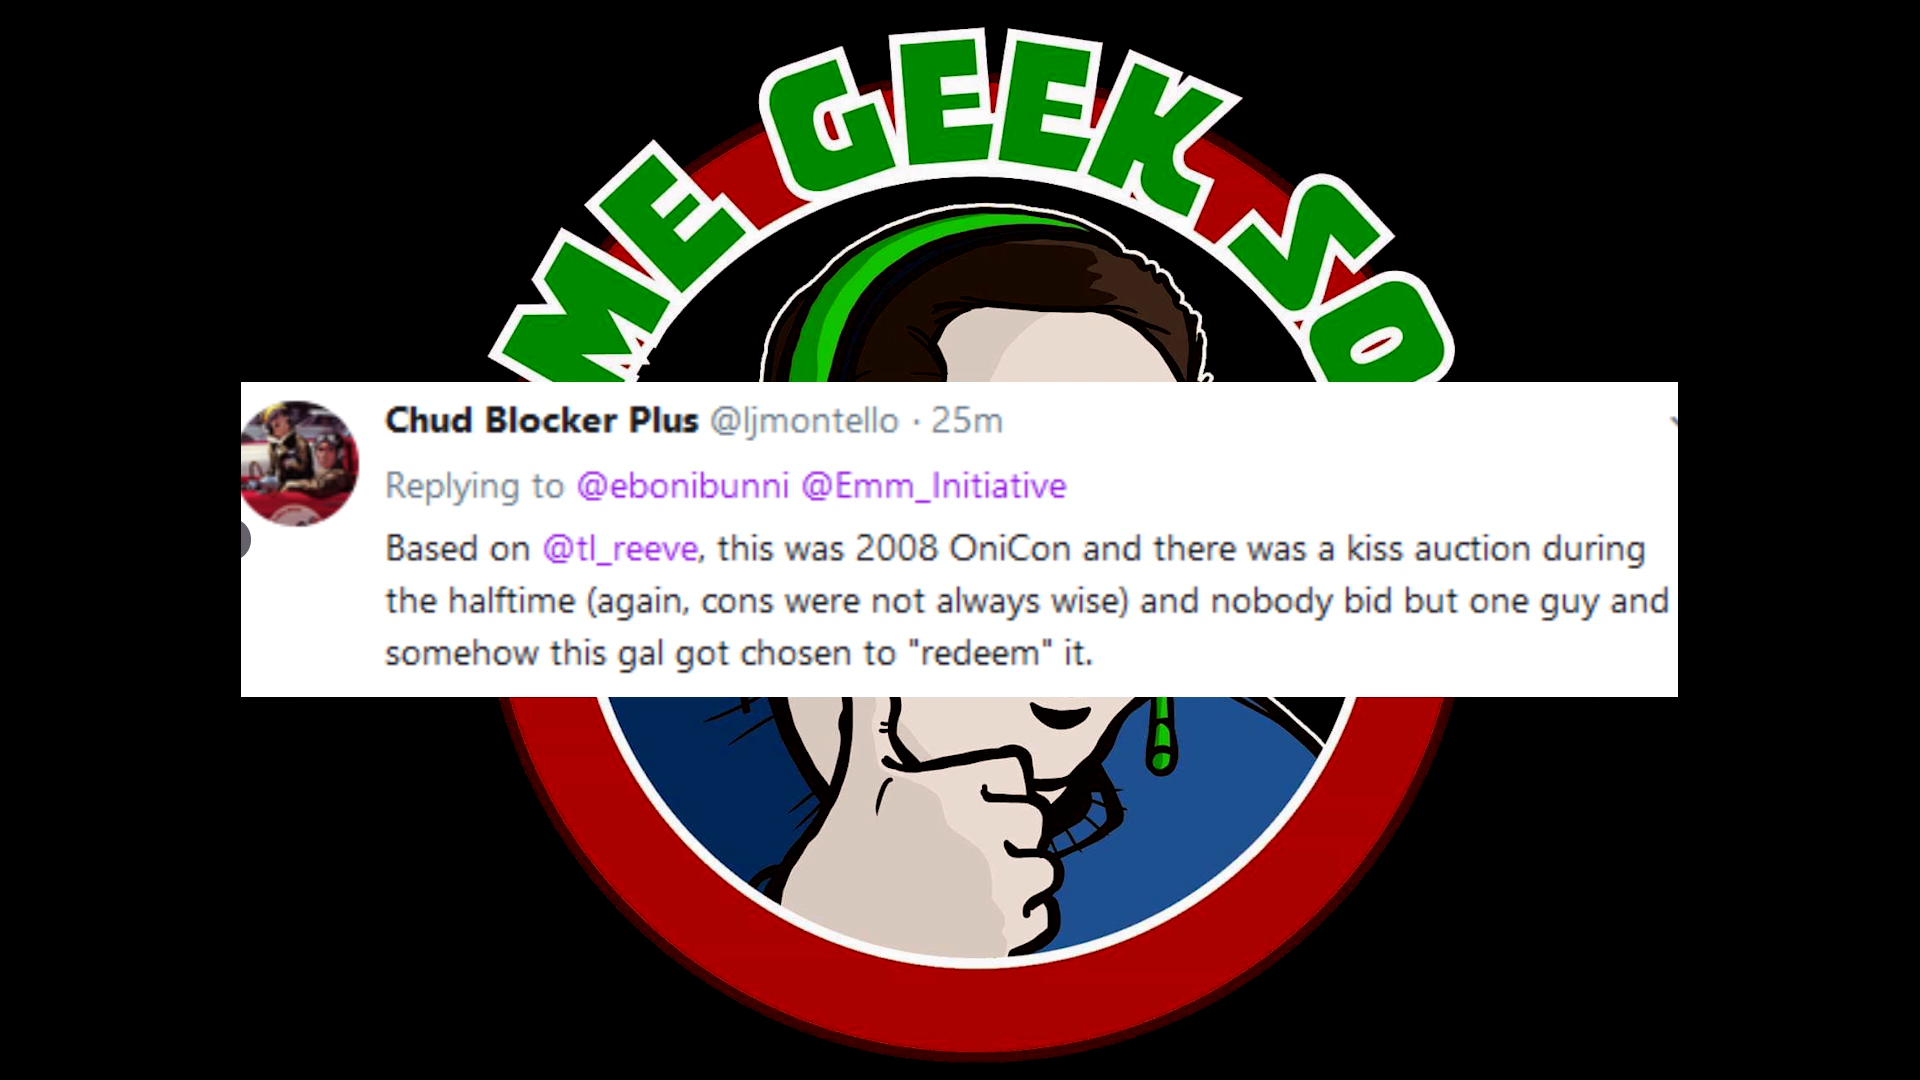 ME GEEK SO
Chud Blocker Plus @ljmontello · 25m
Replying to @ebonibunni @Emm_Initiative
Based on @tl_reeve, this was 2008 OniCon and there was a kiss auction during
the halftime (again, cons were not always wise) and nobody bid but one guy and
somehow this gal got chosen to "redeem" it.